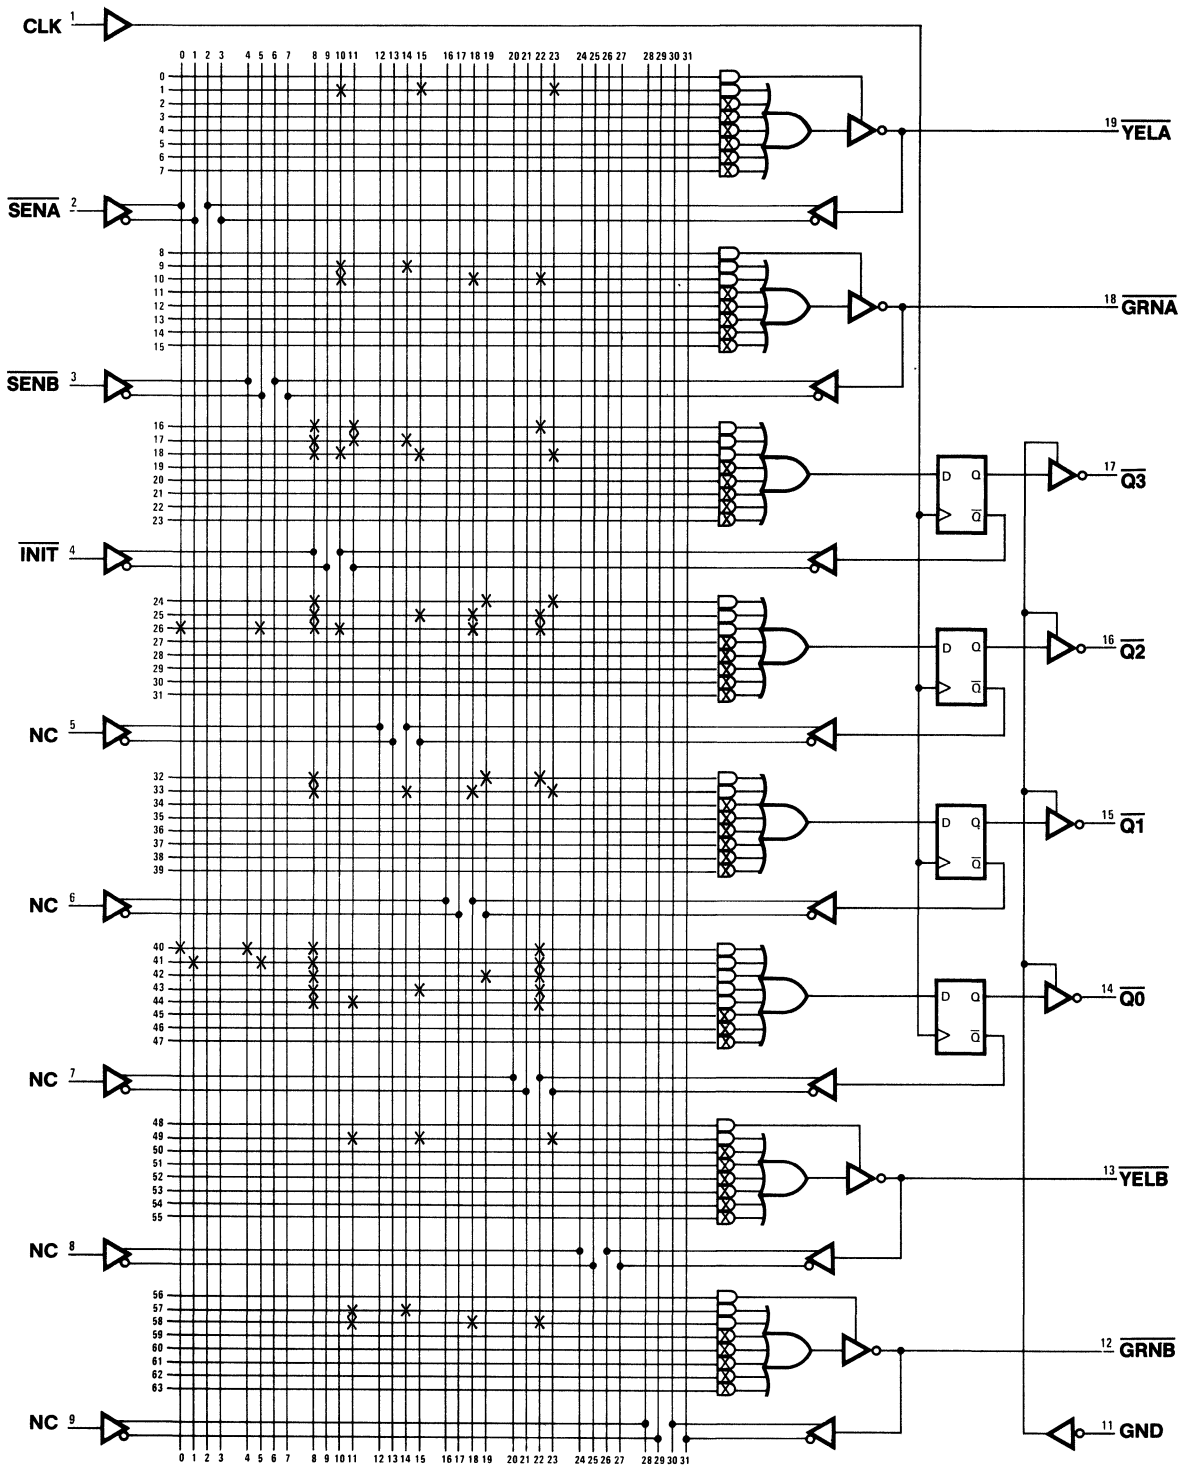 CLK 1
0 1 2 3 4 5 6 7 8 9 10 11 12 13 14 15 16 17 18 19 20 21 22 23 24 25 26 27 28 29 30 31
0
1
2
3
4
5
6
7
19 YELA
SENA 2
8
9
10
11
12
13
14
15
18 GRNA
SENB 3
16
17
18
19
20
21
22
23
D Q
Q
17 Q3
INIT 4
24
25
26
27
28
29
30
31
D Q
Q
16 Q2
NC 5
32
33
34
35
36
37
38
39
D Q
Q
15 Q1
NC 6
40
41
42
43
44
45
46
47
D Q
Q
14 Q0
NC 7
48
49
50
51
52
53
54
55
13 YELB
NC 8
56
57
58
59
60
61
62
63
12 GRNB
NC 9
11 GND
0 1 2 3 4 5 6 7 8 9 10 11 12 13 14 15 16 17 18 19 20 21 22 23 24 25 26 27 28 29 30 31